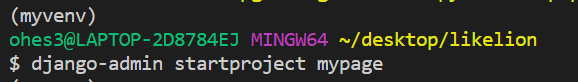 (myvenv)
ohes3@LAPTOP-2D8784EJ MINGW64 ~/desktop/likelion
$ django-admin startproject mypage